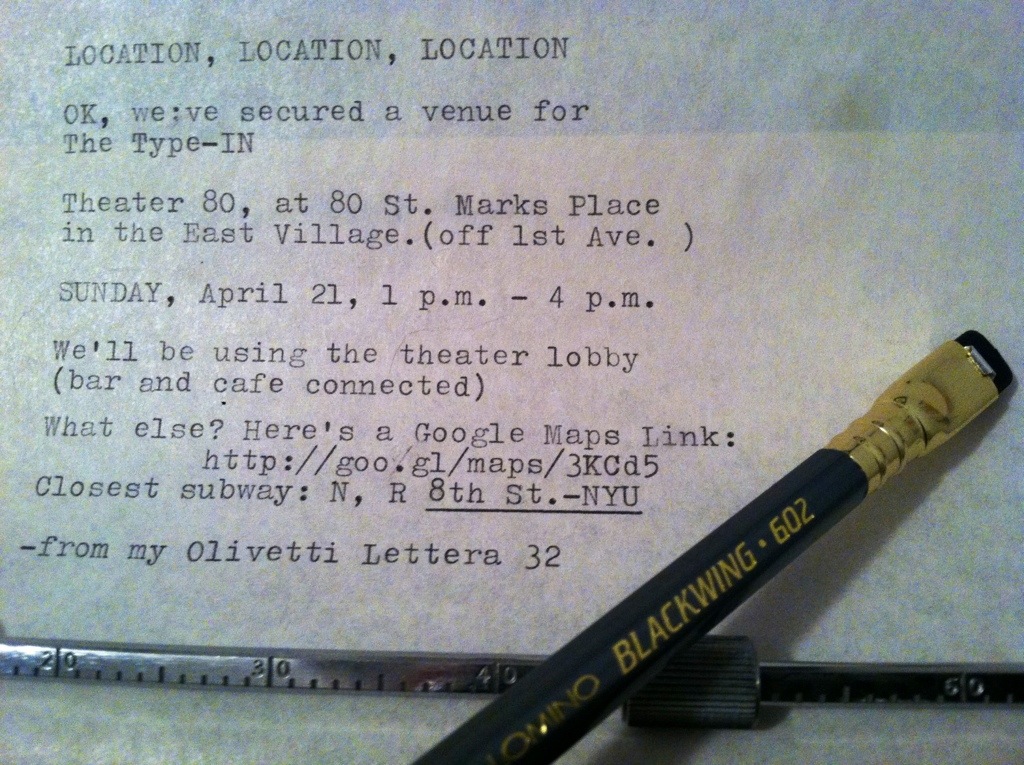 LOCATION, LOCATION, LOCATION
OK, we:ve secured a venue for
The Type-IN
Theater 80, at 80 St. Marks Place
in the East Village.(off 1st Ave. )
SUNDAY, April 21, 1 p.m. - 4 p.m.
We'll be using the theater lobby
(bar and cafe connected)
What else? Here's a Google Maps Link:
http://goo.gl/maps/3KCd5
Closest subway: N, R 8th St.-NYU
-from my Olivetti Lettera 32
LOMINO BLACKWING • 602
20 30 40 60